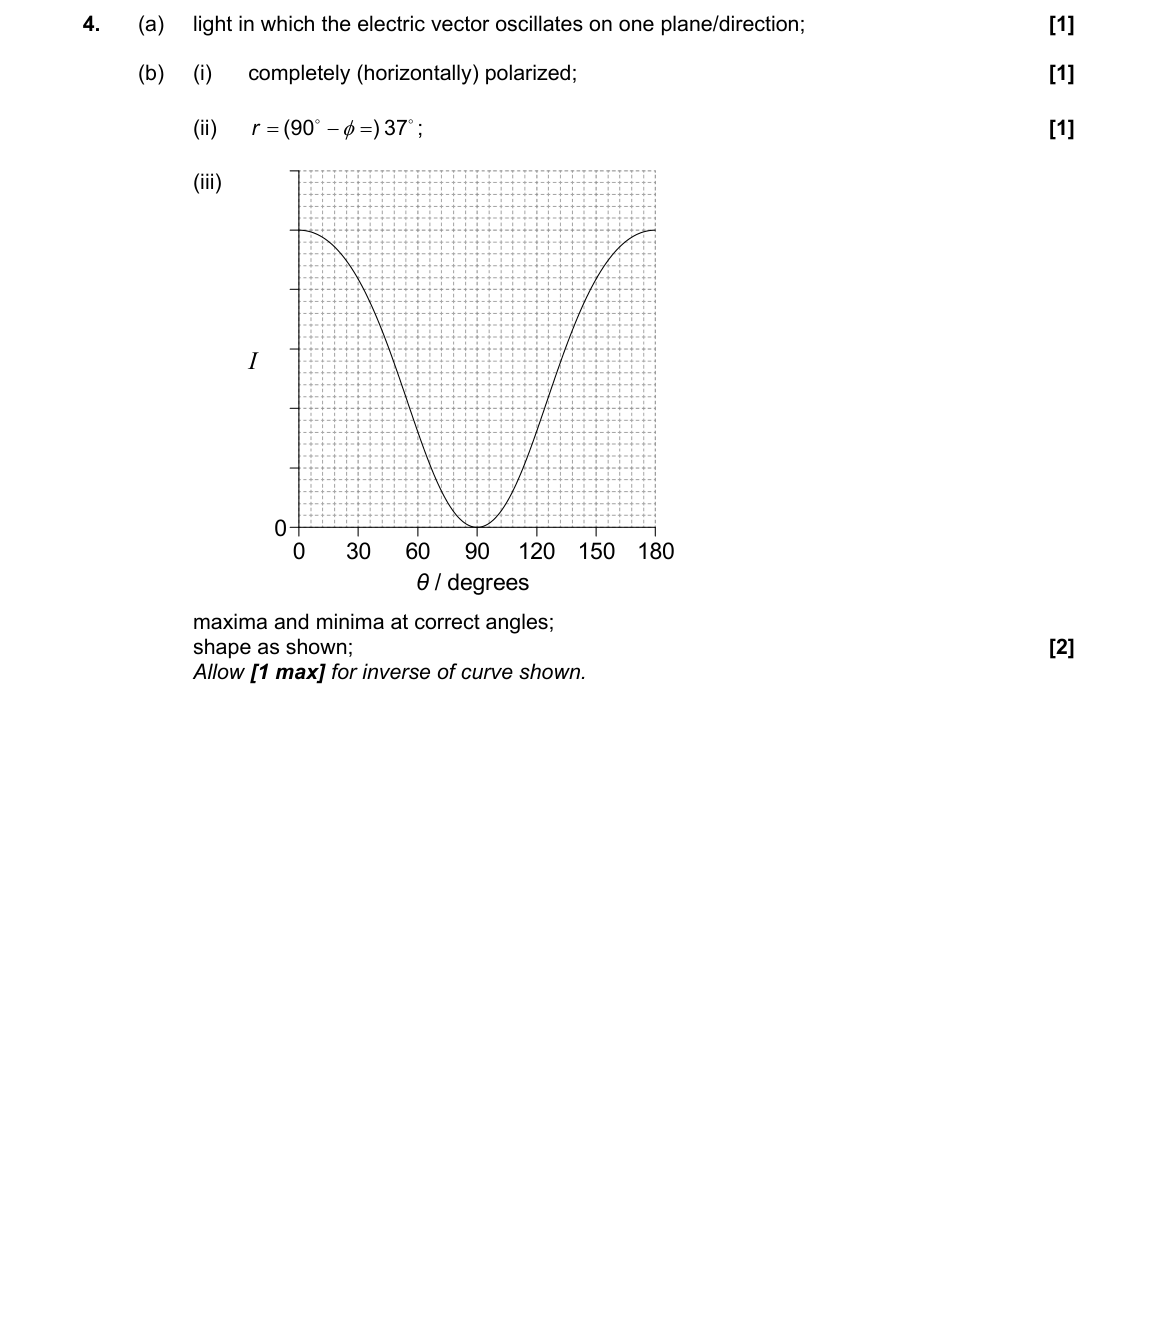 4. (a) light in which the electric vector oscillates on one plane/direction; [1]
(b) (i) completely (horizontally) polarized; [1]
(ii) r = (90° − ϕ =) 37° ; [1]
(iii)
I
0
0 30 60 90 120 150 180
θ / degrees
maxima and minima at correct angles;
shape as shown; [2]
Allow [1 max] for inverse of curve shown.